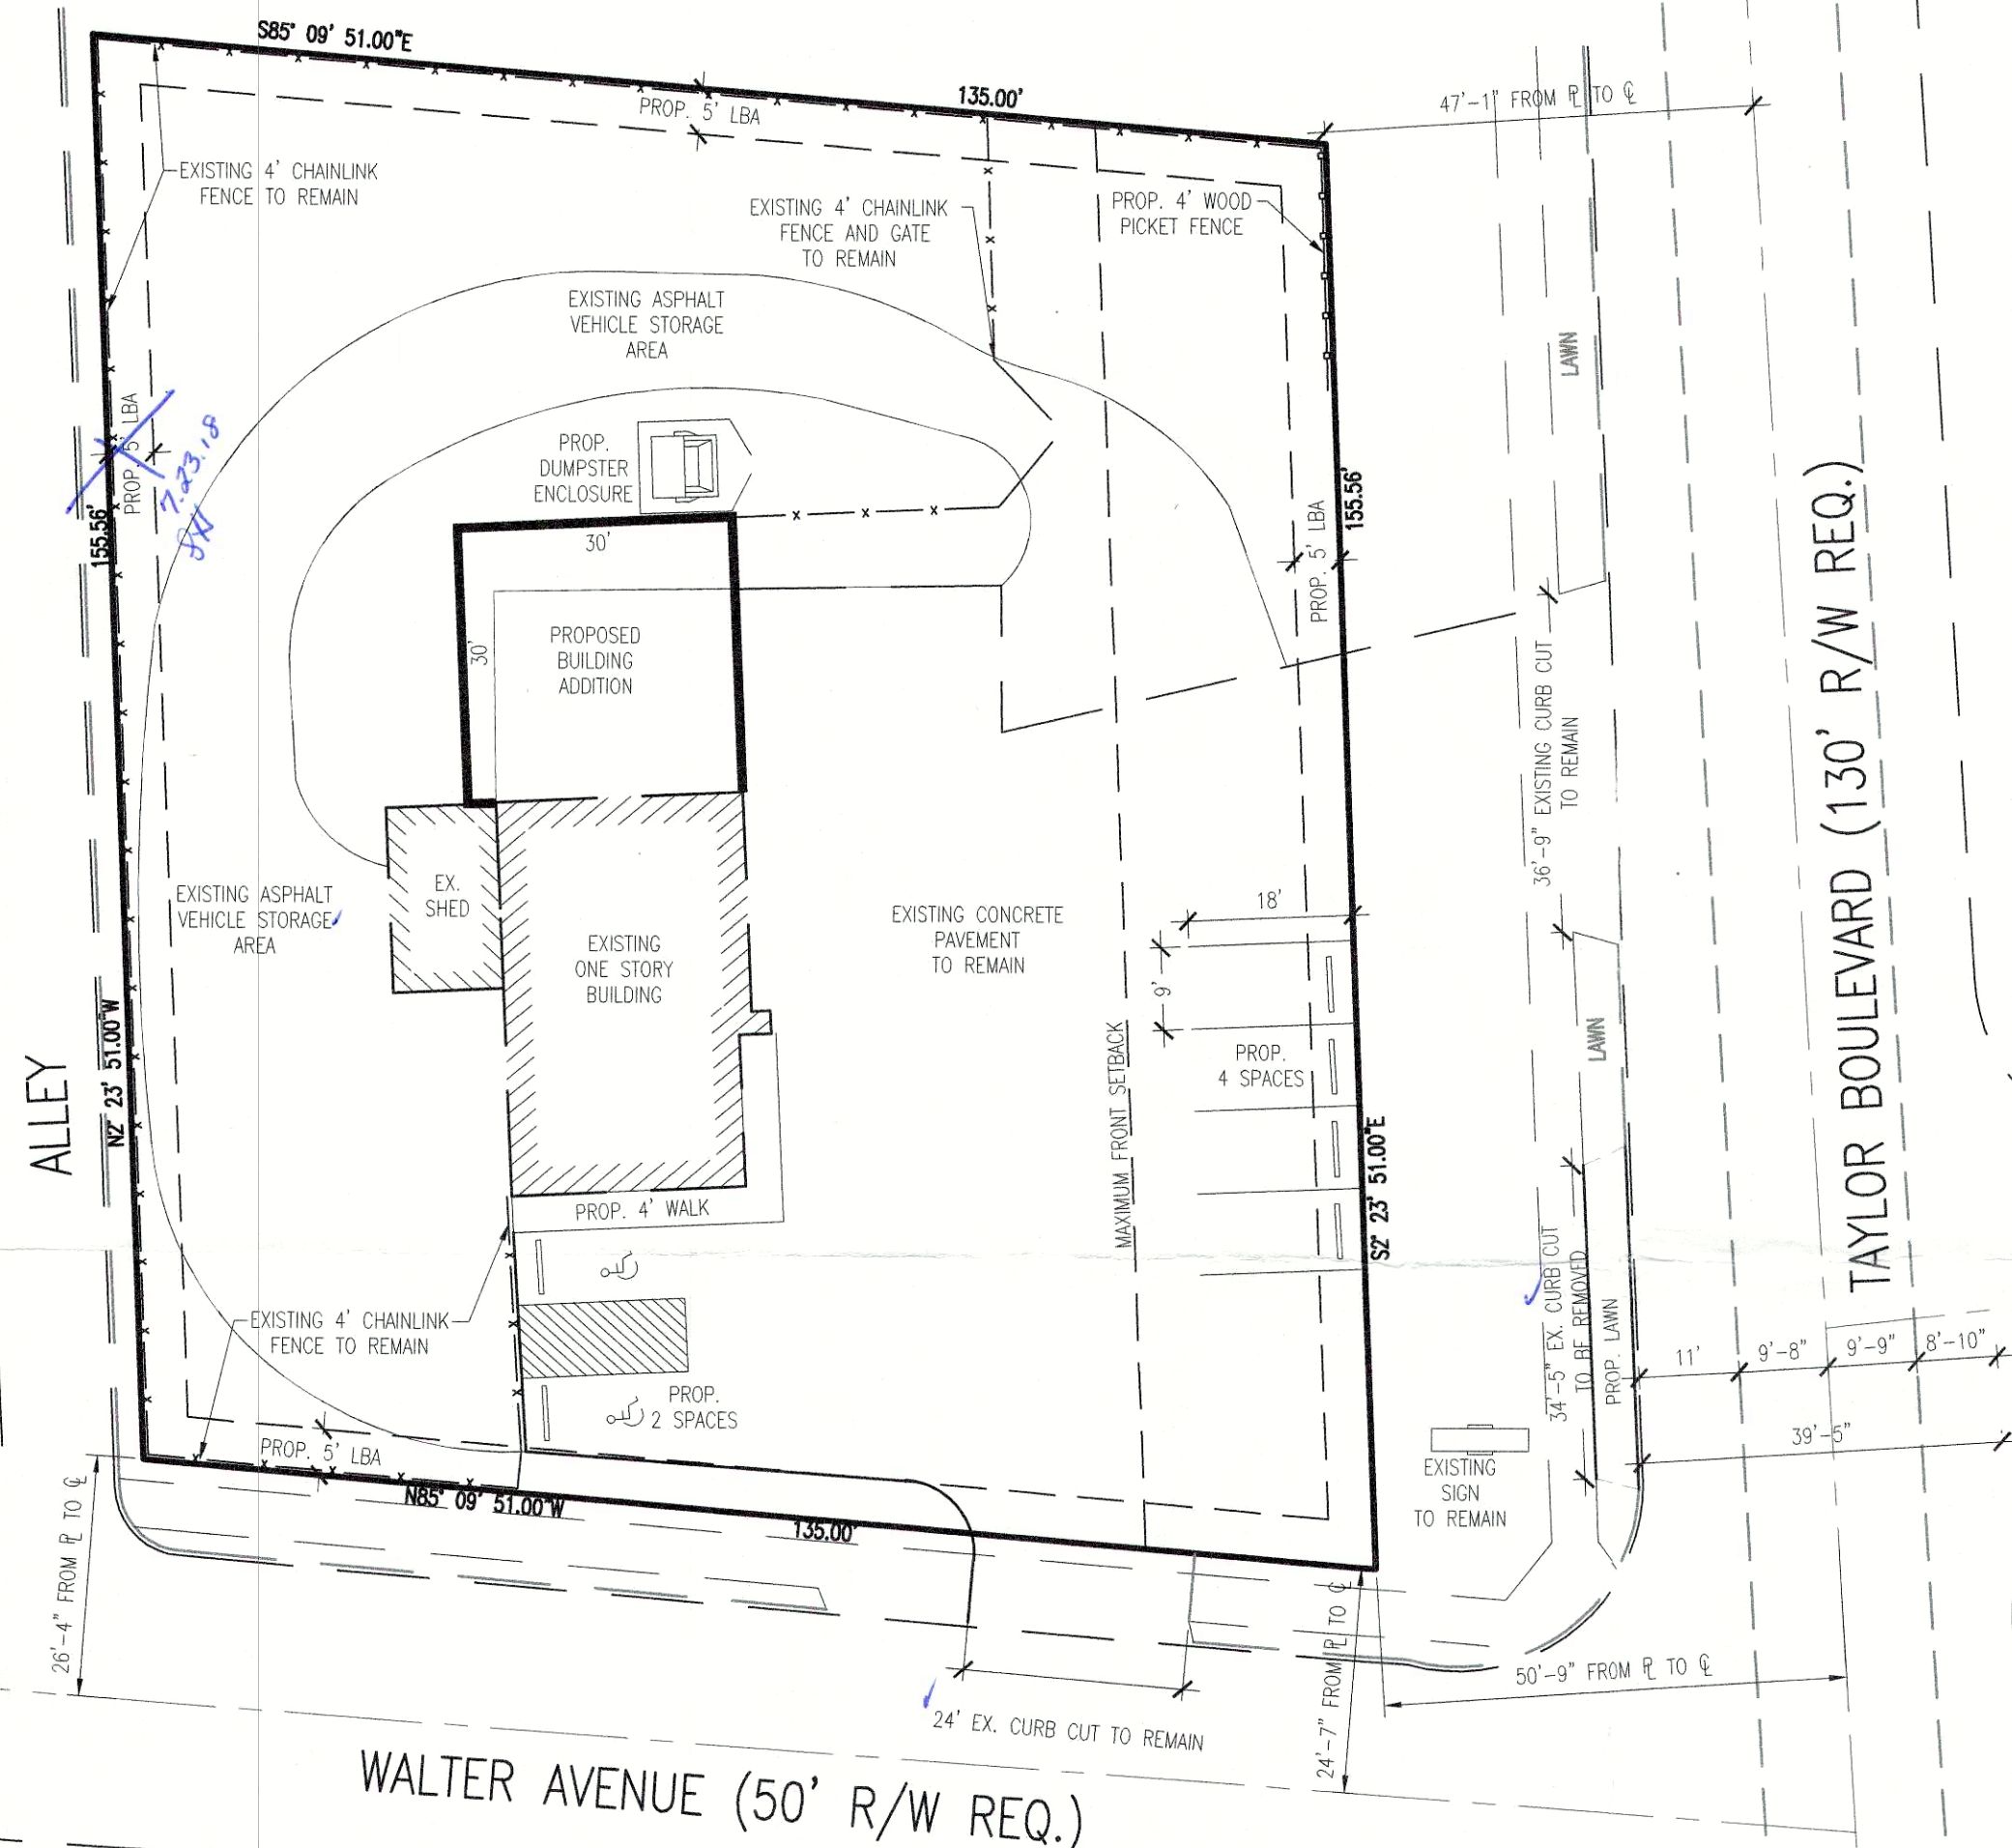 S85° 09' 51.00"E
135.00'
PROP. 5' LBA
47'-1" FROM ℄ TO ℄
EXISTING 4' CHAINLINK
FENCE TO REMAIN
EXISTING 4' CHAINLINK
FENCE AND GATE
TO REMAIN
PROP. 4' WOOD
PICKET FENCE
EXISTING ASPHALT
VEHICLE STORAGE
AREA
LAWN
PROP. 5' LBA
7.23.18
155.56'
PROP.
DUMPSTER
ENCLOSURE
30'
30'
PROPOSED
BUILDING
ADDITION
155.56'
PROP. 5' LBA
36'-9" EXISTING CURB CUT
TO REMAIN
TAYLOR BOULEVARD (130' R/W REQ.)
EX.
SHED
EXISTING ASPHALT
VEHICLE STORAGE
AREA
EXISTING
ONE STORY
BUILDING
EXISTING CONCRETE
PAVEMENT
TO REMAIN
18'
9'
PROP.
4 SPACES
MAXIMUM FRONT SETBACK
LAWN
ALLEY
N2° 23' 51.00"W
S2° 23' 51.00"E
PROP. 4' WALK
EXISTING 4' CHAINLINK
FENCE TO REMAIN
PROP.
2 SPACES
34'-5" EX. CURB CUT
TO BE REMOVED
PROP. LAWN
11'
9'-8"
9'-9"
8'-10"
39'-5"
EXISTING
SIGN
TO REMAIN
PROP. 5' LBA
N85° 09' 51.00"W
135.00'
26'-4" FROM ℄ TO ℄
24'-7" FROM ℄ TO ℄
50'-9" FROM ℄ TO ℄
24' EX. CURB CUT TO REMAIN
WALTER AVENUE (50' R/W REQ.)